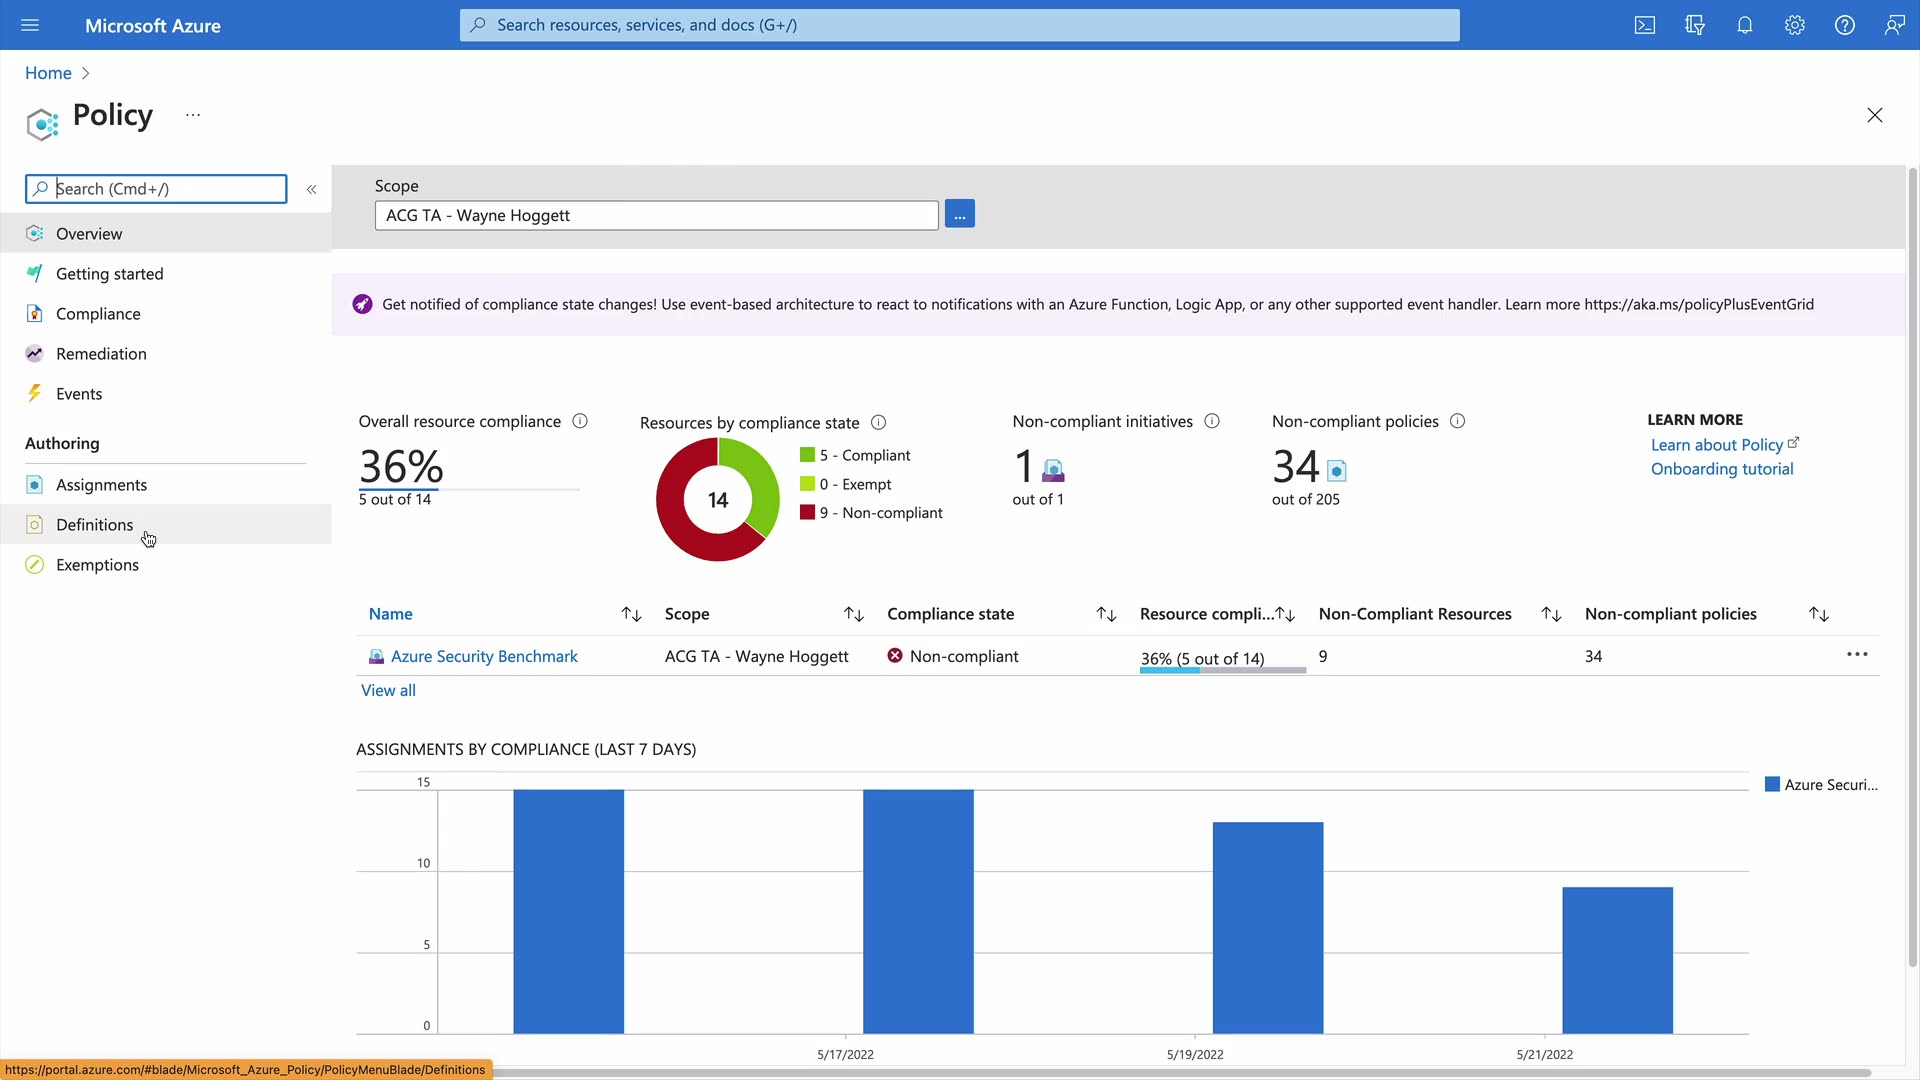 Microsoft Azure
Search resources, services, and docs (G+/)
Home
Policy
...
Search (Cmd+/)
«
Overview
Getting started
Compliance
Remediation
Events
Authoring
Assignments
Definitions
Exemptions
Scope
ACG TA - Wayne Hoggett
...
Get notified of compliance state changes! Use event-based architecture to react to notifications with an Azure Function, Logic App, or any other supported event handler. Learn more https://aka.ms/policyPlusEventGrid
Overall resource compliance
36%
5 out of 14
Resources by compliance state
14
5 - Compliant
0 - Exempt
9 - Non-compliant
Non-compliant initiatives
1
out of 1
Non-compliant policies
34
out of 205
LEARN MORE
Learn about Policy
Onboarding tutorial
Name Scope Compliance state Resource compli... Non-Compliant Resources Non-compliant policies
Azure Security Benchmark ACG TA - Wayne Hoggett Non-compliant 36% (5 out of 14) 9 34 ...
View all
ASSIGNMENTS BY COMPLIANCE (LAST 7 DAYS)
15
10
5
0
5/17/2022 5/19/2022 5/21/2022
Azure Securi...
https://portal.azure.com/#blade/Microsoft_Azure_Policy/PolicyMenuBlade/Definitions